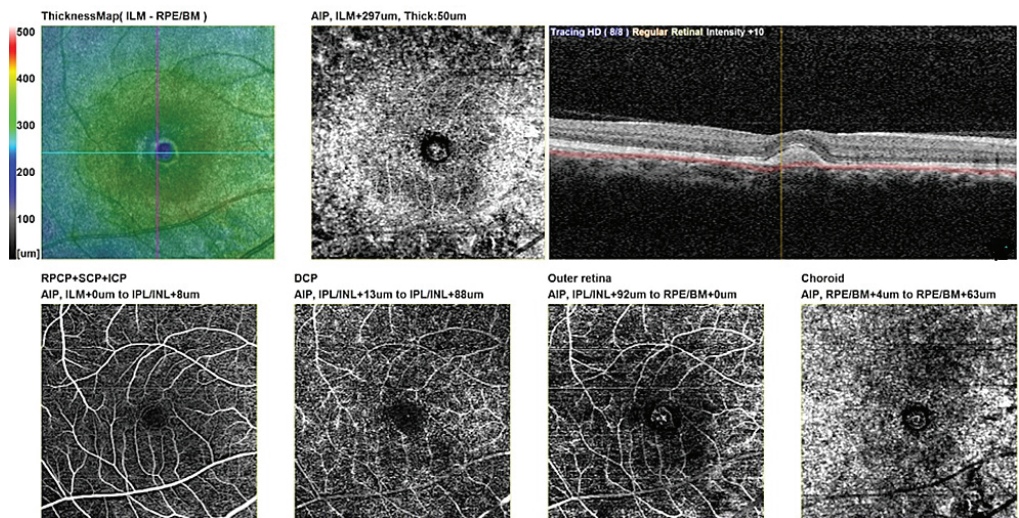 ThicknessMap( ILM - RPE/BM )
500
400
300
200
100
[um]
AIP, ILM+297um, Thick:50um
Tracing HD ( 8/8 ) Regular Retinal Intensity +10
RPCP+SCP+ICP
AIP, ILM+0um to IPL/INL+8um
DCP
AIP, IPL/INL+13um to IPL/INL+88um
Outer retina
AIP, IPL/INL+92um to RPE/BM+0um
Choroid
AIP, RPE/BM+4um to RPE/BM+63um